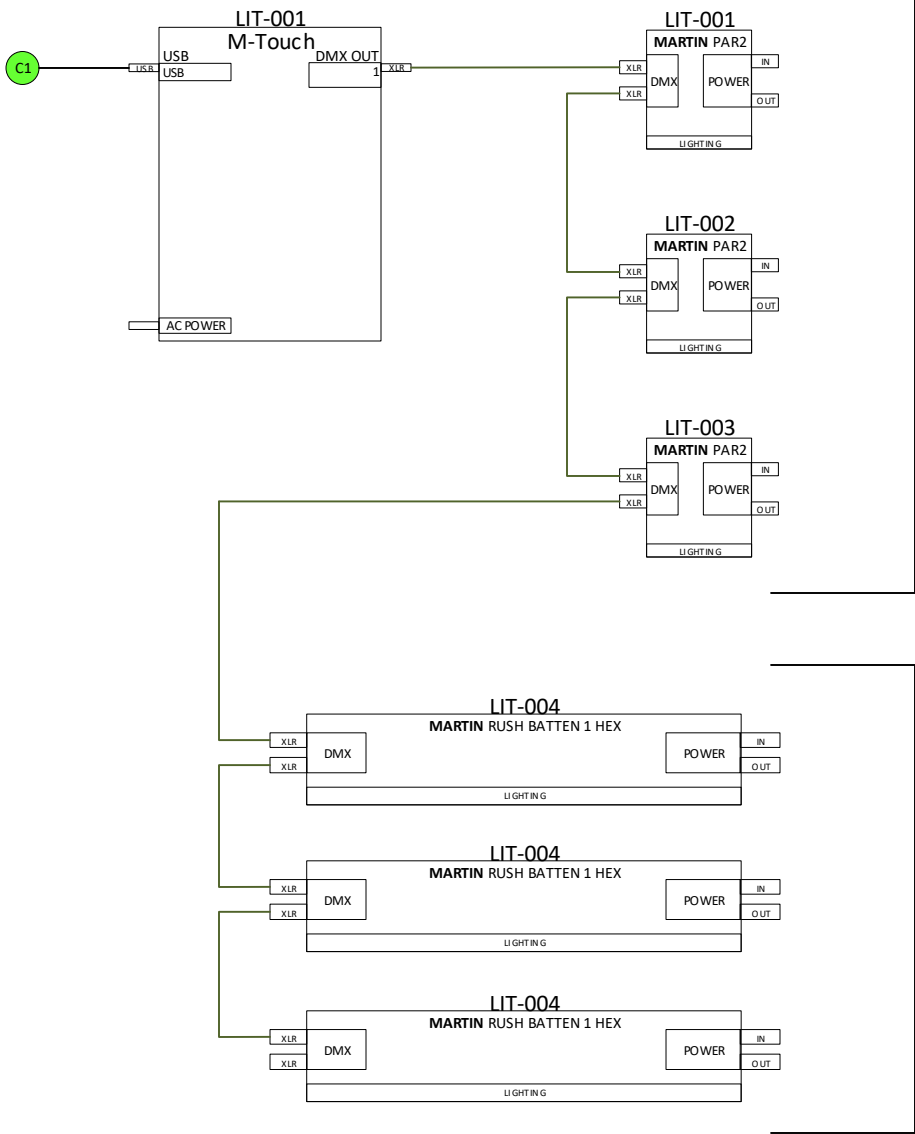 LIT-001
M-Touch
C1
USB
USB
USB
DMX OUT
1
XLR
AC POWER
LIT-001
MARTIN PAR2
XLR
XLR
DMX
POWER
IN
OUT
LIGHTING
LIT-002
MARTIN PAR2
XLR
XLR
DMX
POWER
IN
OUT
LIGHTING
LIT-003
MARTIN PAR2
XLR
XLR
DMX
POWER
IN
OUT
LIGHTING
LIT-004
MARTIN RUSH BATTEN 1 HEX
XLR
XLR
DMX
POWER
IN
OUT
LIGHTING
LIT-004
MARTIN RUSH BATTEN 1 HEX
XLR
XLR
DMX
POWER
IN
OUT
LIGHTING
LIT-004
MARTIN RUSH BATTEN 1 HEX
XLR
XLR
DMX
POWER
IN
OUT
LIGHTING